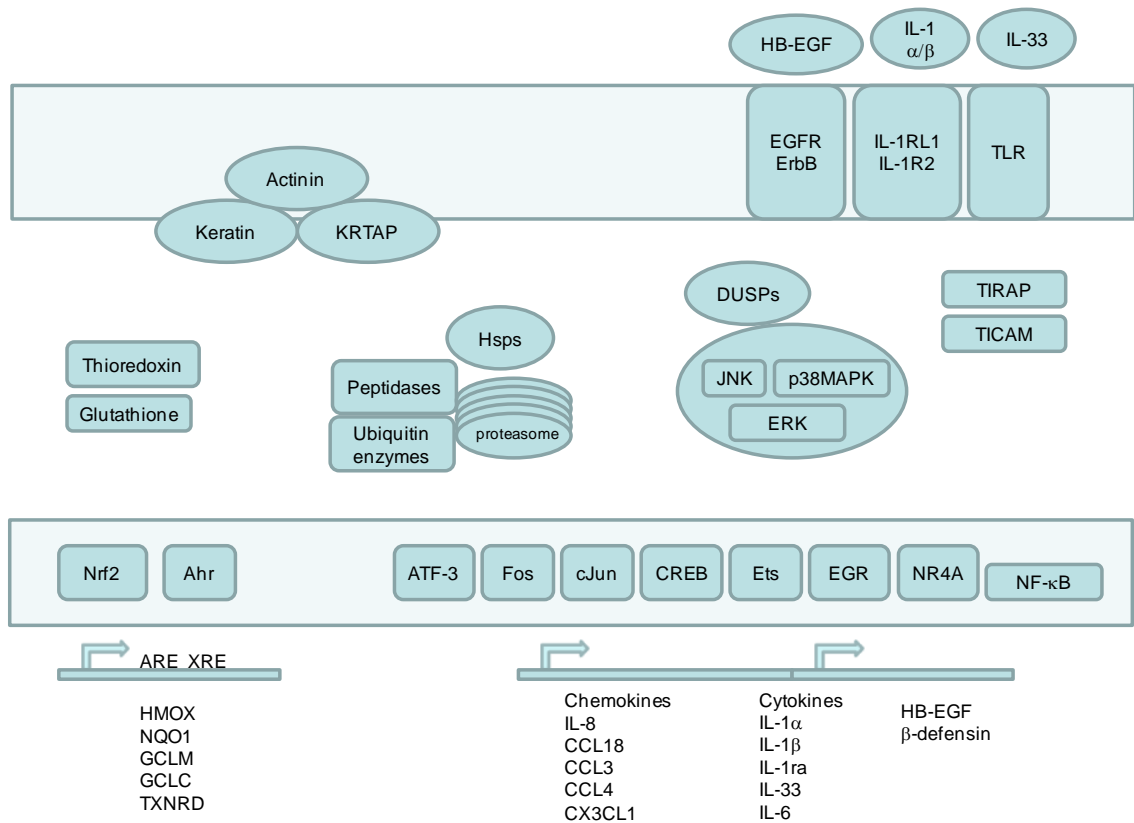 HB-EGF
IL-1
α/β
IL-33
EGFR
ErbB
IL-1RL1
IL-1R2
TLR
Actinin
Keratin
KRTAP
DUSPs
TIRAP
TICAM
Hsps
Thioredoxin
Glutathione
Peptidases
Ubiquitin
enzymes
proteasome
JNK
p38MAPK
ERK
Nrf2
Ahr
ATF-3
Fos
cJun
CREB
Ets
EGR
NR4A
NF-κB
ARE XRE
HMOX
NQO1
GCLM
GCLC
TXNRD
Chemokines
IL-8
CCL18
CCL3
CCL4
CX3CL1
Cytokines
IL-1α
IL-1β
IL-1ra
IL-33
IL-6
HB-EGF
β-defensin